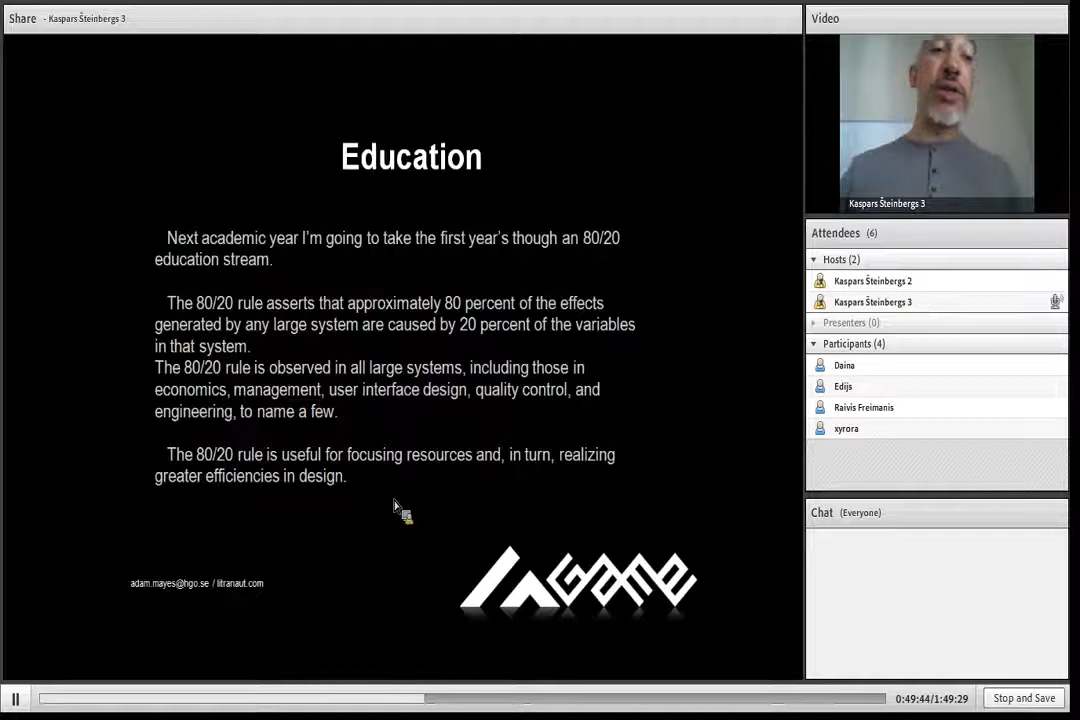 Share - Kaspars Šteinbergs 3
Education
Next academic year I'm going to take the first year's though an 80/20
education stream.
The 80/20 rule asserts that approximately 80 percent of the effects
generated by any large system are caused by 20 percent of the variables
in that system.
The 80/20 rule is observed in all large systems, including those in
economics, management, user interface design, quality control, and
engineering, to name a few.
The 80/20 rule is useful for focusing resources and, in turn, realizing
greater efficiencies in design.
adam.mayes@hgo.se / litranaut.com
GAME
Video
Kaspars Šteinbergs 3
Attendees (6)
Hosts (2)
Kaspars Šteinbergs 2
Kaspars Šteinbergs 3
Presenters (0)
Participants (4)
Daina
Edijs
Raivis Freimanis
xyrora
Chat (Everyone)
0:49:44/1:49:29
Stop and Save